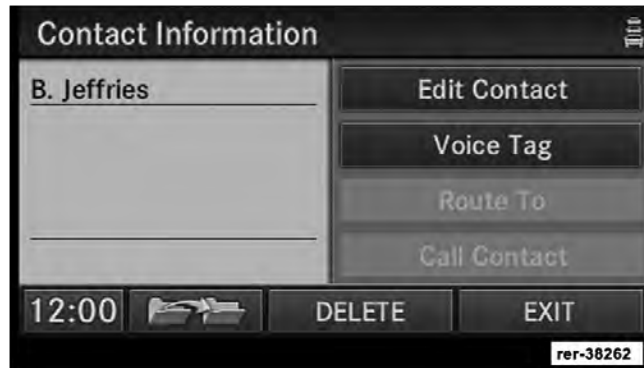 Contact Information
B. Jeffries
Edit Contact
Voice Tag
Route To
Call Contact
12:00
DELETE
EXIT
rer-38262